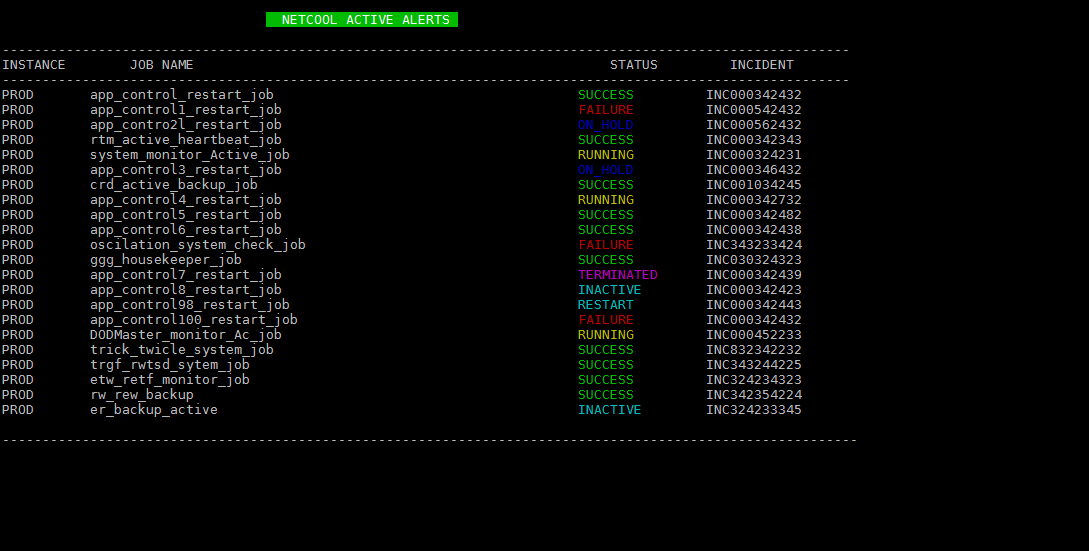 NETCOOL ACTIVE ALERTS
----------------------------------------------------------------------------------------------------------
INSTANCE        JOB NAME                                                    STATUS         INCIDENT
----------------------------------------------------------------------------------------------------------
PROD       app_control_restart_job       SUCCESS         INC000342432
PROD       app_control1_restart_job       FAILURE         INC000542432
PROD       app_contro2l_restart_job       ON_HOLD         INC000562432
PROD       rtm_active_heartbeat_job       SUCCESS         INC000342343
PROD       system_monitor_Active_job       RUNNING         INC000324231
PROD       app_control3_restart_job       ON_HOLD         INC000346432
PROD       crd_active_backup_job       SUCCESS         INC001034245
PROD       app_control4_restart_job       RUNNING         INC000342732
PROD       app_control5_restart_job       SUCCESS         INC000342482
PROD       app_control6_restart_job       SUCCESS         INC000342438
PROD       oscilation_system_check_job       FAILURE         INC343233424
PROD       ggg_housekeeper_job       SUCCESS         INC030324323
PROD       app_control7_restart_job       TERMINATED      INC000342439
PROD       app_control8_restart_job       INACTIVE        INC000342423
PROD       app_control98_restart_job       RESTART         INC000342443
PROD       app_control100_restart_job       FAILURE         INC000342432
PROD       DODMaster_monitor_Ac_job       RUNNING         INC000452233
PROD       trick_twicle_system_job       SUCCESS         INC832342232
PROD       trgf_rwtsd_sytem_job       SUCCESS         INC343244225
PROD       etw_retf_monitor_job       SUCCESS         INC324234323
PROD       rw_rew_backup       SUCCESS         INC342354224
PROD       er_backup_active       INACTIVE        INC324233345
-----------------------------------------------------------------------------------------------------------